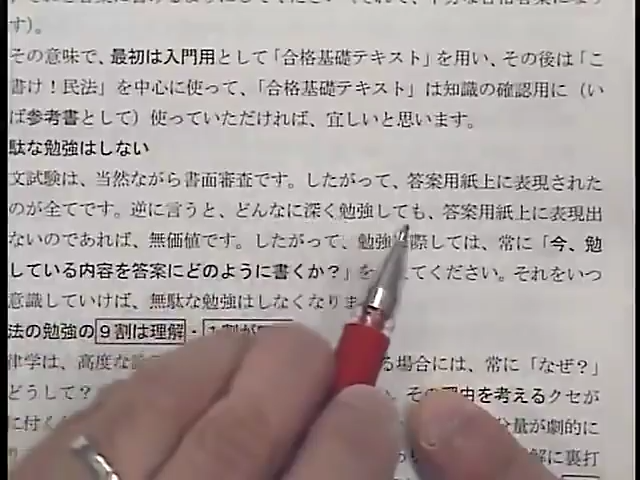 す）。
その意味で、最初は入門用として「合格基礎テキスト」を用い、その後は「こ
書け！民法」を中心に使って、「合格基礎テキスト」は知識の確認用に（い
ば参考書として）使っていただければ、宜しいと思います。
駄な勉強はしない
文試験は、当然ながら書面審査です。したがって、答案用紙上に表現された
のが全てです。逆に言うと、どんなに深く勉強しても、答案用紙上に表現出
ないのであれば、無価値です。したがって、勉強 際しては、常に「今、勉
している内容を答案にどのように書くか？」を てください。それをいつ
意識していけば、無駄な勉強はしなくなりま
法の勉強の９割は理解・
律学は、高度な る場合には、常に「なぜ？」
どうして？ 由を考えるクセが
に付く 分量が劇的に
解に裏打